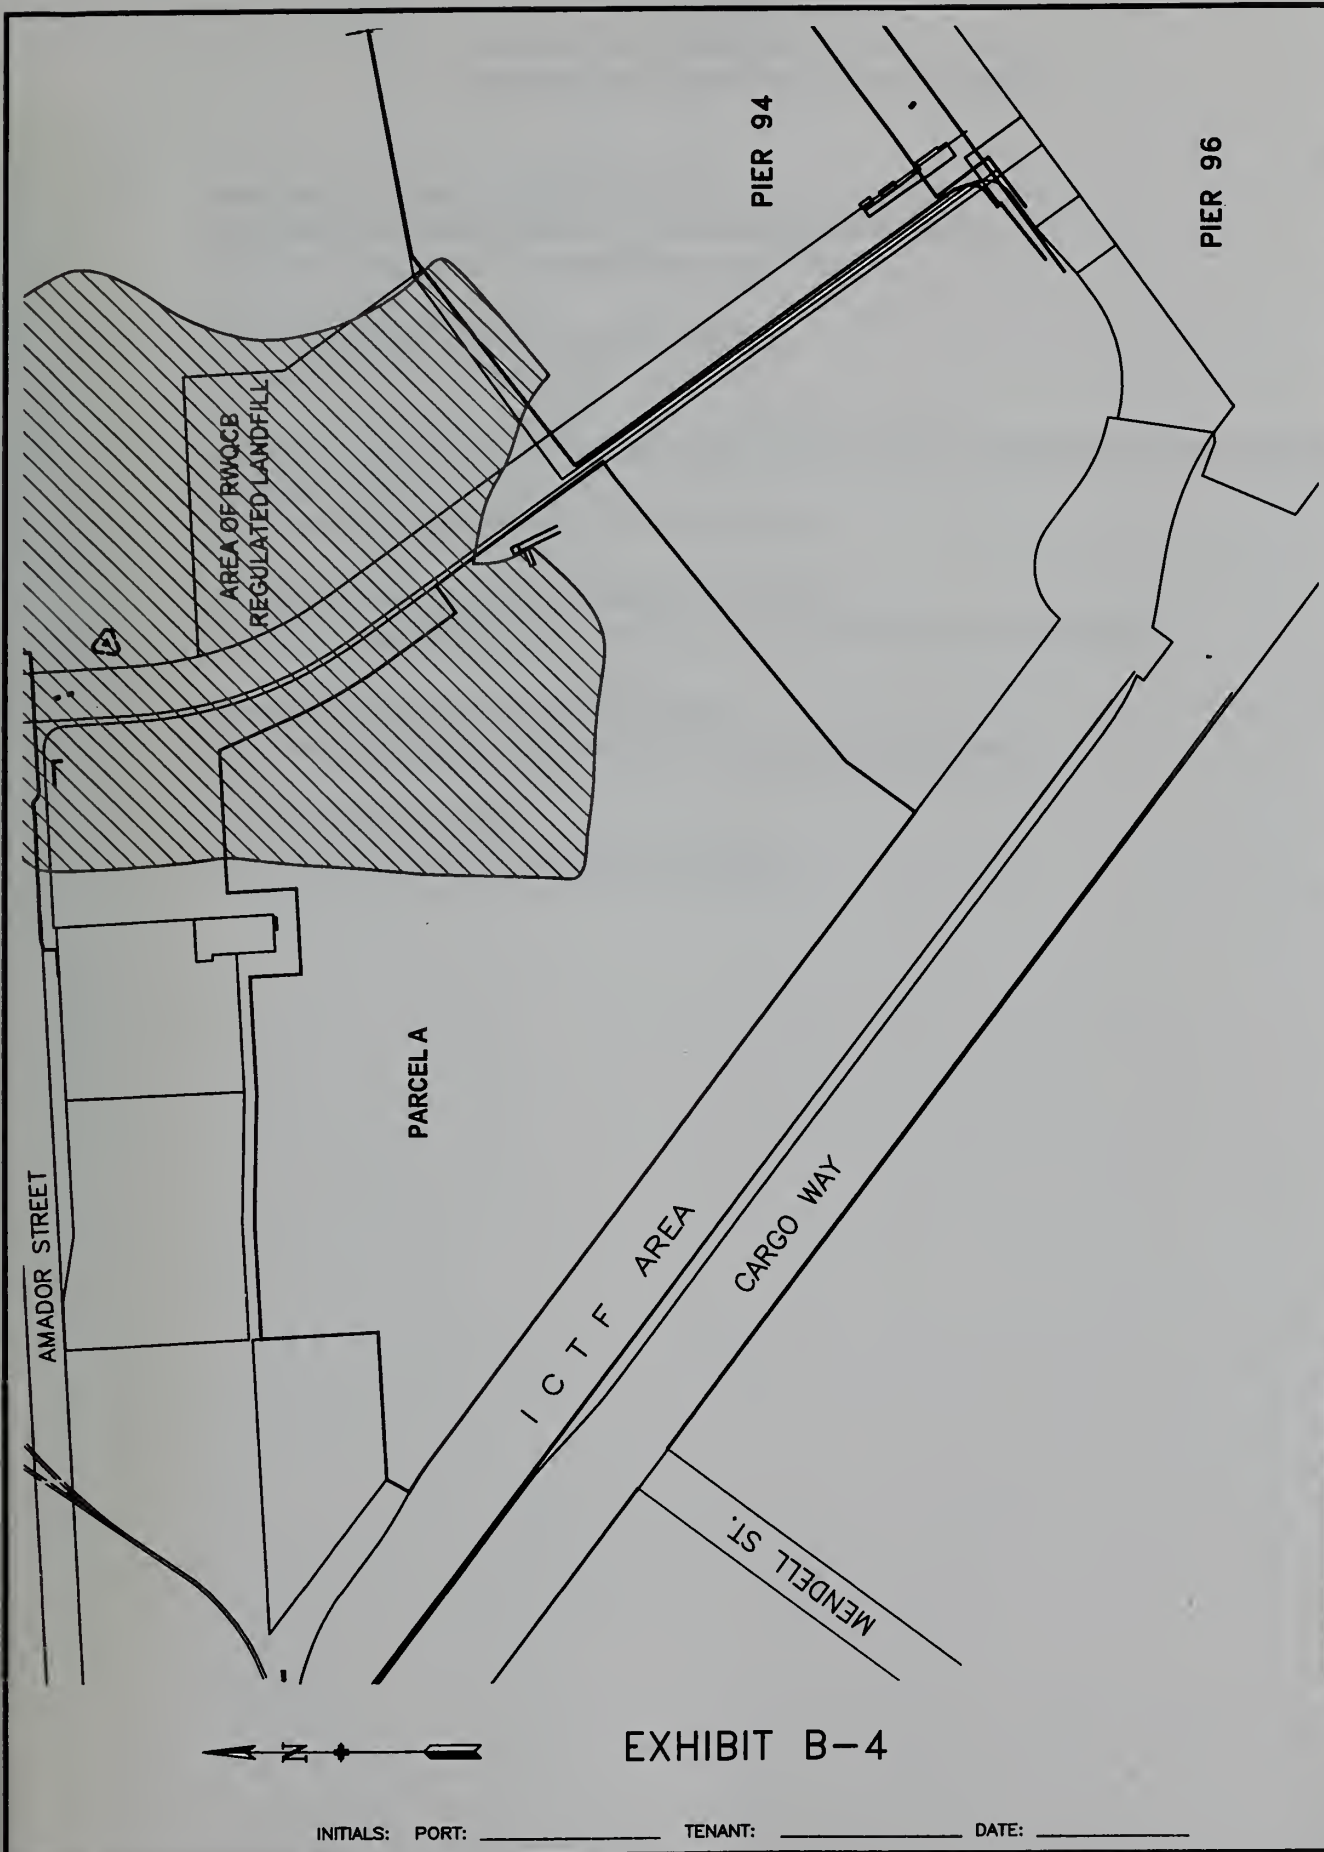 PIER 94
PIER 96
AREA OF RWQCB
REGULATED LANDFILL
PARCEL A
AMADOR STREET
I C T F AREA
CARGO WAY
MENDELL ST.
N
EXHIBIT B-4
INITIALS: PORT: TENANT: DATE: